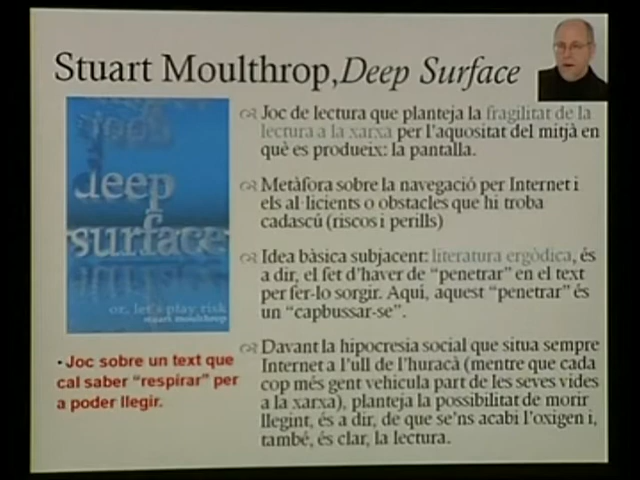 Stuart Moulthrop, Deep Surface
deep
deep
surface
or, let's play risk
stuart moulthrop
Joc de lectura que planteja la fragilitat de la
lectura a la xarxa per l'aquositat del mitjà en
què es produeix: la pantalla.
Metàfora sobre la navegació per Internet i
els al·licients o obstacles que hi troba
cadascú (riscos i perills)
Idea bàsica subjacent: literatura ergòdica, és
a dir, el fet d'haver de “penetrar” en el text
per fer-lo sorgir. Aquí, aquest “penetrar” és
un “capbussar-se”.
Davant la hipocresia social que situa sempre
Internet a l'ull de l'huracà (mentre que cada
cop més gent vehicula part de les seves vides
a la xarxa), planteja la possibilitat de morir
llegint, és a dir, de que se'ns acabi l'oxigen i,
també, és clar, la lectura.
· Joc sobre un text que
cal saber “respirar” per
a poder llegir.